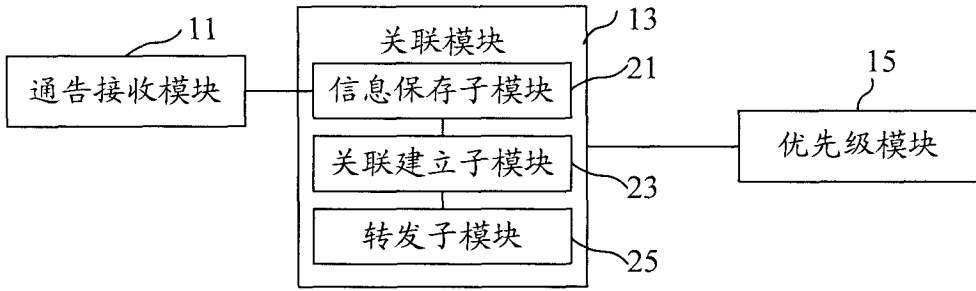 11
通告接收模块
关联模块
13
信息保存子模块
21
关联建立子模块
23
转发子模块
25
15
优先级模块